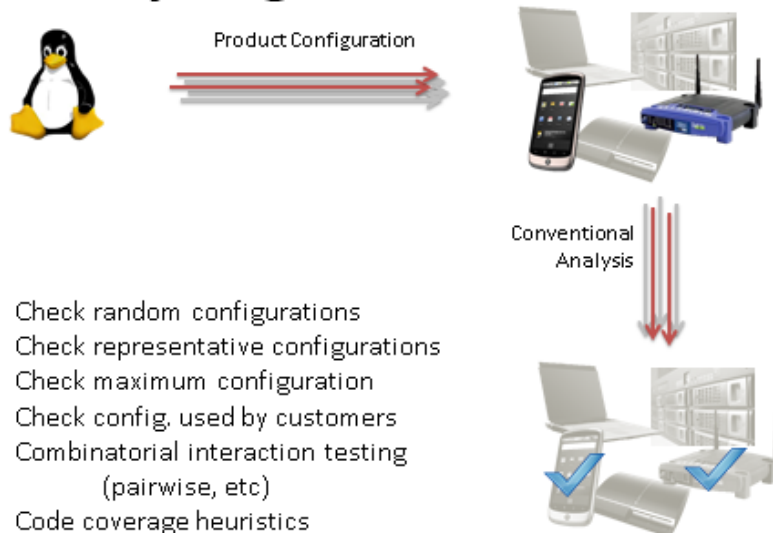 Product Configuration
Conventional
Analysis
Check random configurations
Check representative configurations
Check maximum configuration
Check config. used by customers
Combinatorial interaction testing
(pairwise, etc)
Code coverage heuristics